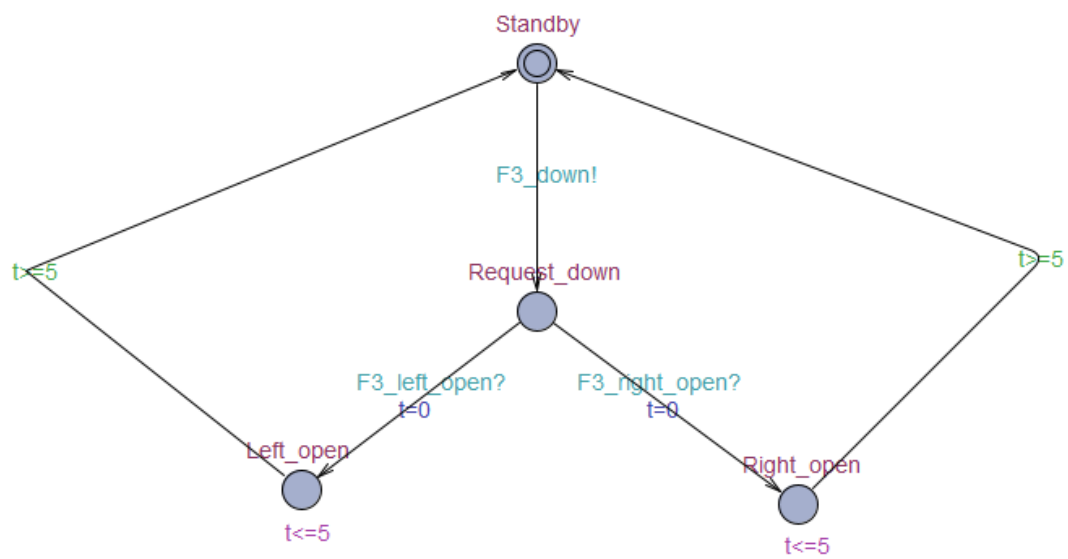 Standby
F3_down!
t>=5
t>=5
Request_down
F3_left_open?
t=0
F3_right_open?
t=0
Left_open
t<=5
Right_open
t<=5